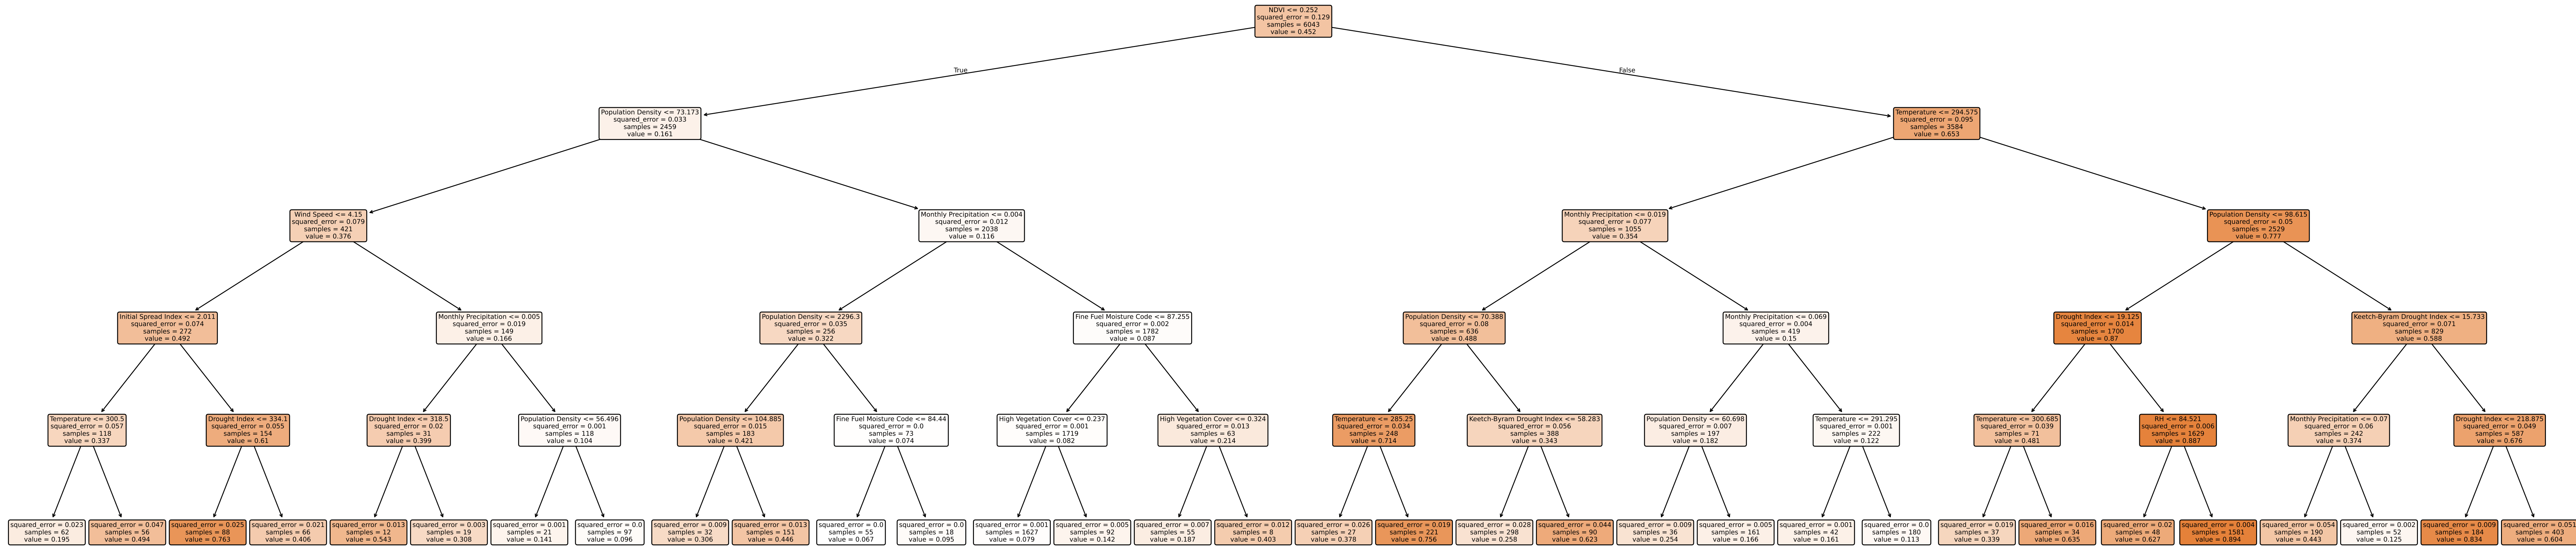 NDVI <= 0.252
squared_error = 0.129
samples = 6043
value = 0.452
True
False
Population Density <= 73.173
squared_error = 0.033
samples = 2459
value = 0.161
Temperature <= 294.575
squared_error = 0.095
samples = 3584
value = 0.653
Wind Speed <= 4.15
squared_error = 0.079
samples = 421
value = 0.376
Monthly Precipitation <= 0.004
squared_error = 0.012
samples = 2038
value = 0.116
Monthly Precipitation <= 0.019
squared_error = 0.077
samples = 1055
value = 0.354
Population Density <= 98.615
squared_error = 0.05
samples = 2529
value = 0.777
Initial Spread Index <= 2.011
squared_error = 0.074
samples = 272
value = 0.492
Monthly Precipitation <= 0.005
squared_error = 0.019
samples = 149
value = 0.166
Population Density <= 2296.3
squared_error = 0.035
samples = 256
value = 0.322
Fine Fuel Moisture Code <= 87.255
squared_error = 0.002
samples = 1782
value = 0.087
Population Density <= 70.388
squared_error = 0.08
samples = 636
value = 0.488
Monthly Precipitation <= 0.069
squared_error = 0.004
samples = 419
value = 0.15
Drought Index <= 19.125
squared_error = 0.014
samples = 1700
value = 0.87
Keetch-Byram Drought Index <= 15.733
squared_error = 0.071
samples = 829
value = 0.588
Temperature <= 300.5
squared_error = 0.057
samples = 118
value = 0.337
Drought Index <= 334.1
squared_error = 0.055
samples = 154
value = 0.61
Drought Index <= 318.5
squared_error = 0.02
samples = 31
value = 0.399
Population Density <= 56.496
squared_error = 0.001
samples = 118
value = 0.104
Population Density <= 104.885
squared_error = 0.015
samples = 183
value = 0.421
Fine Fuel Moisture Code <= 84.44
squared_error = 0.0
samples = 73
value = 0.074
High Vegetation Cover <= 0.237
squared_error = 0.001
samples = 1719
value = 0.082
High Vegetation Cover <= 0.324
squared_error = 0.013
samples = 63
value = 0.214
Temperature <= 285.25
squared_error = 0.034
samples = 248
value = 0.714
Keetch-Byram Drought Index <= 58.283
squared_error = 0.056
samples = 388
value = 0.343
Population Density <= 60.698
squared_error = 0.007
samples = 197
value = 0.182
Temperature <= 291.295
squared_error = 0.001
samples = 222
value = 0.122
Temperature <= 300.685
squared_error = 0.039
samples = 71
value = 0.481
RH <= 84.521
squared_error = 0.006
samples = 1629
value = 0.887
Monthly Precipitation <= 0.07
squared_error = 0.06
samples = 242
value = 0.374
Drought Index <= 218.875
squared_error = 0.049
samples = 587
value = 0.676
squared_error = 0.023
samples = 62
value = 0.195
squared_error = 0.047
samples = 56
value = 0.494
squared_error = 0.025
samples = 88
value = 0.763
squared_error = 0.021
samples = 66
value = 0.406
squared_error = 0.013
samples = 12
value = 0.543
squared_error = 0.003
samples = 19
value = 0.308
squared_error = 0.001
samples = 21
value = 0.141
squared_error = 0.0
samples = 97
value = 0.096
squared_error = 0.009
samples = 32
value = 0.306
squared_error = 0.013
samples = 151
value = 0.446
squared_error = 0.0
samples = 55
value = 0.067
squared_error = 0.0
samples = 18
value = 0.095
squared_error = 0.001
samples = 1627
value = 0.079
squared_error = 0.005
samples = 92
value = 0.142
squared_error = 0.007
samples = 55
value = 0.187
squared_error = 0.012
samples = 8
value = 0.403
squared_error = 0.026
samples = 27
value = 0.378
squared_error = 0.019
samples = 221
value = 0.756
squared_error = 0.028
samples = 298
value = 0.258
squared_error = 0.044
samples = 90
value = 0.623
squared_error = 0.009
samples = 36
value = 0.254
squared_error = 0.005
samples = 161
value = 0.166
squared_error = 0.001
samples = 42
value = 0.161
squared_error = 0.0
samples = 180
value = 0.113
squared_error = 0.019
samples = 37
value = 0.339
squared_error = 0.016
samples = 34
value = 0.635
squared_error = 0.02
samples = 48
value = 0.627
squared_error = 0.004
samples = 1581
value = 0.894
squared_error = 0.054
samples = 190
value = 0.443
squared_error = 0.002
samples = 52
value = 0.125
squared_error = 0.009
samples = 184
value = 0.834
squared_error = 0.051
samples = 403
value = 0.604